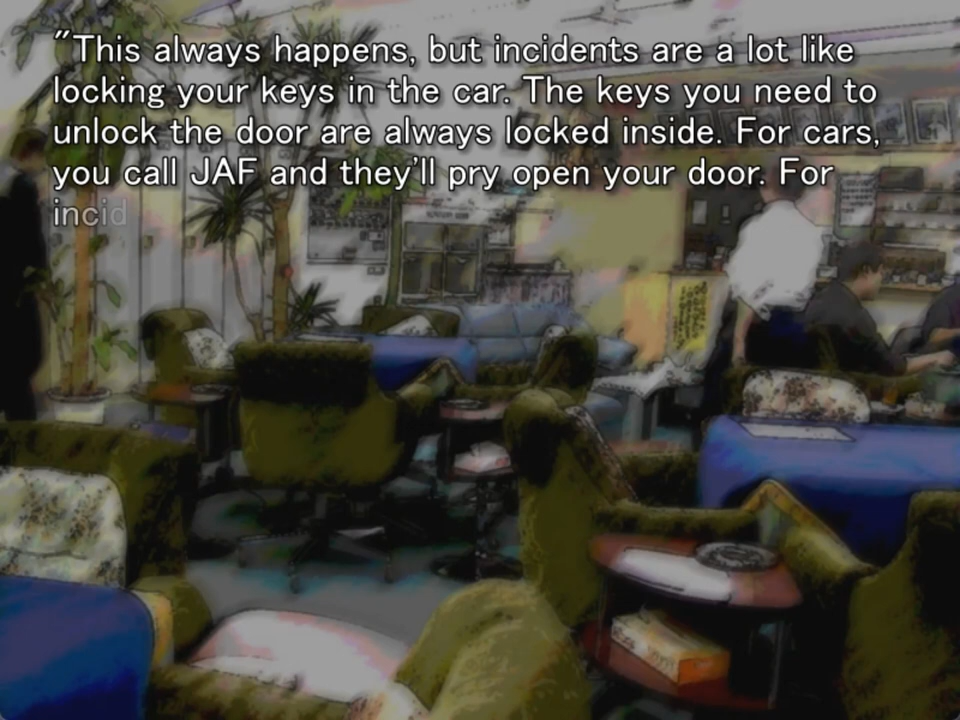 "This always happens, but incidents are a lot like
locking your keys in the car. The keys you need to
unlock the door are always locked inside. For cars,
you call JAF and they'll pry open your door. For
incid